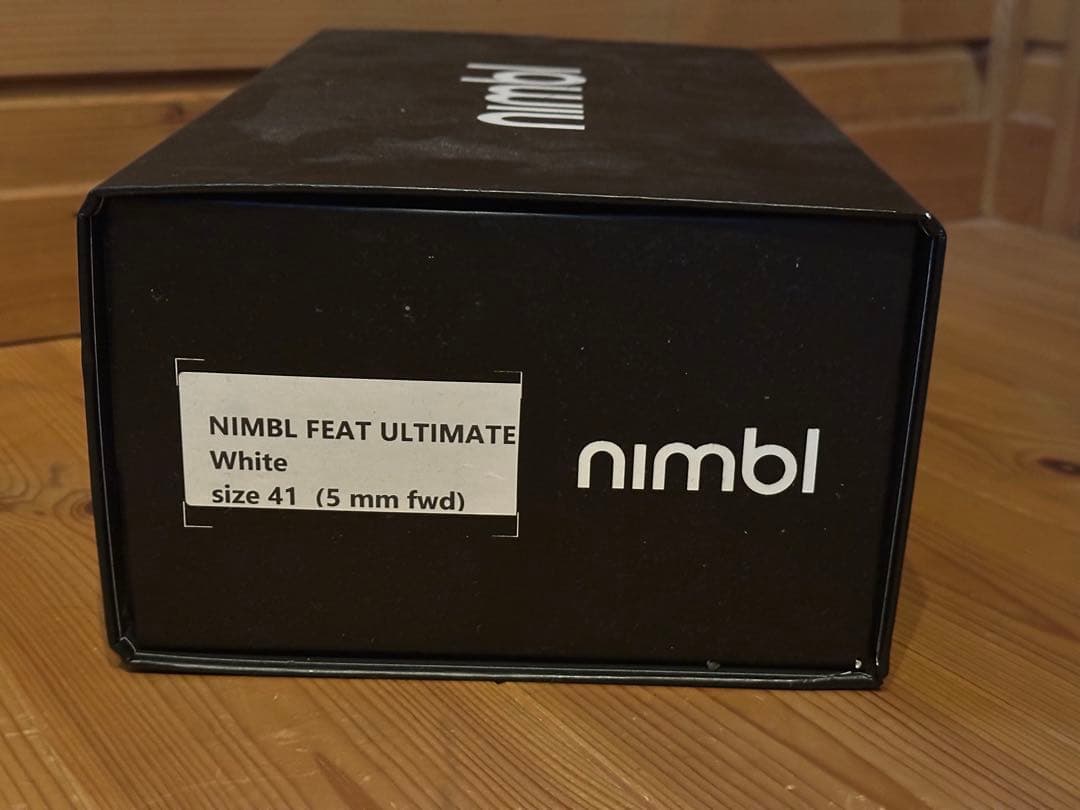 nimbl
NIMBL FEAT ULTIMATE
White
size 41 (5 mm fwd)
nimbl